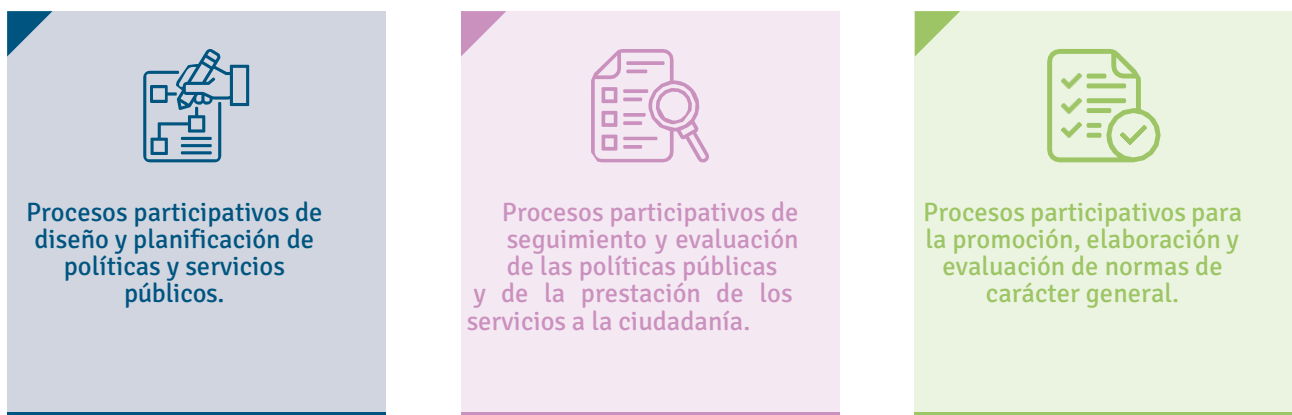 Procesos participativos de
diseño y planificación de
políticas y servicios
públicos.
Procesos participativos de
seguimiento y evaluación
de las políticas públicas
y de la prestación de los
servicios a la ciudadanía.
Procesos participativos para
la promoción, elaboración y
evaluación de normas de
carácter general.